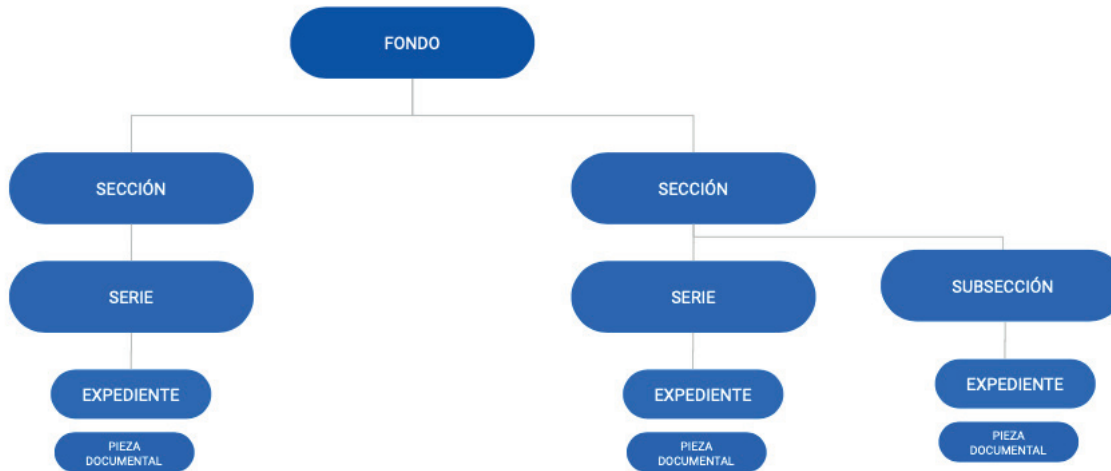 FONDO
SECCIÓN
SECCIÓN
SERIE
SERIE
SUBSECCIÓN
EXPEDIENTE
EXPEDIENTE
EXPEDIENTE
PIEZA
DOCUMENTAL
PIEZA
DOCUMENTAL
PIEZA
DOCUMENTAL